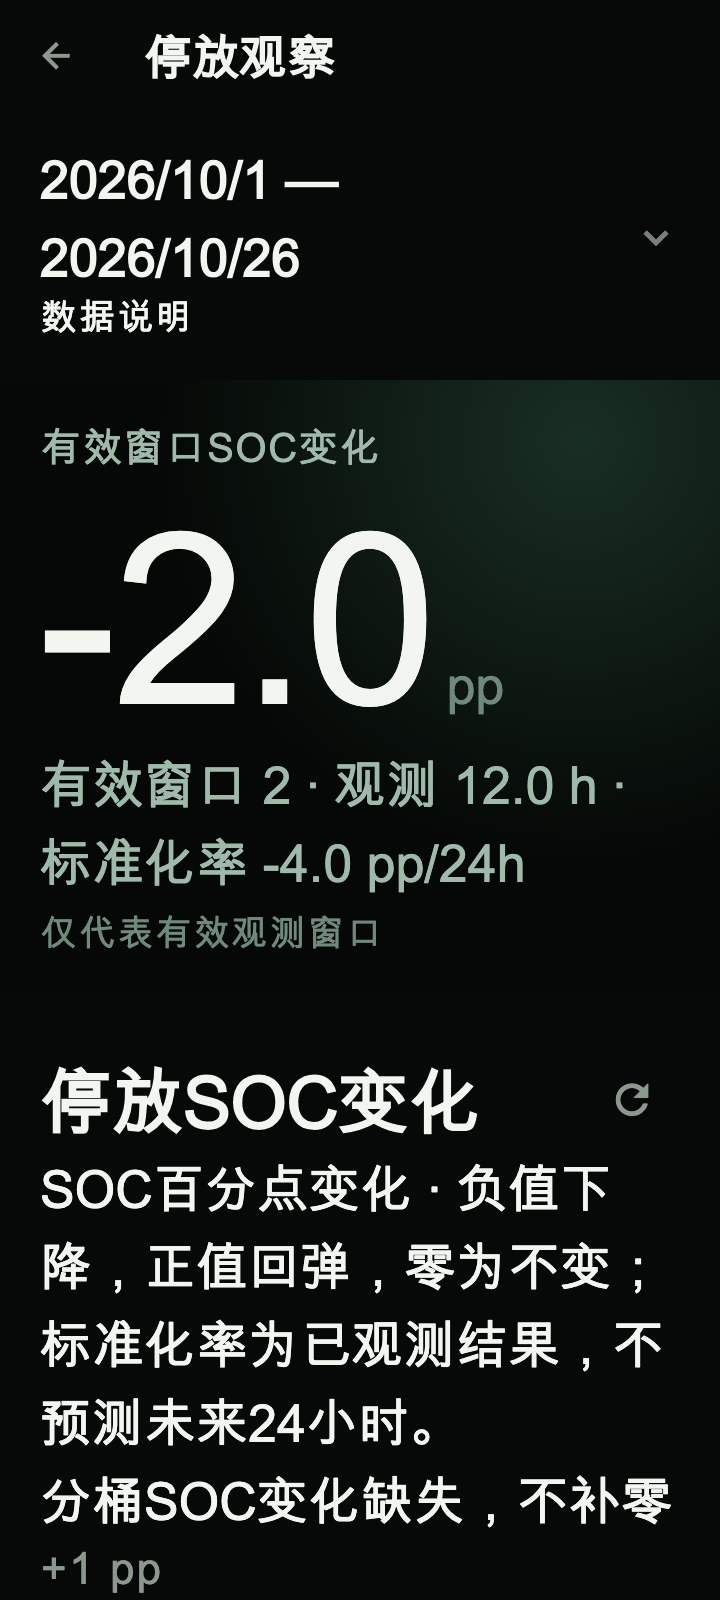 停放观察
2026/10/1 —
2026/10/26
数据说明
有效窗口SOC变化
-2.0 pp
有效窗口 2 · 观测 12.0 h ·
标准化率 -4.0 pp/24h
仅代表有效观测窗口
停放SOC变化
SOC百分点变化 · 负值下
降，正值回弹，零为不变；
标准化率为已观测结果，不
预测未来24小时。
分桶SOC变化缺失，不补零
+1 pp